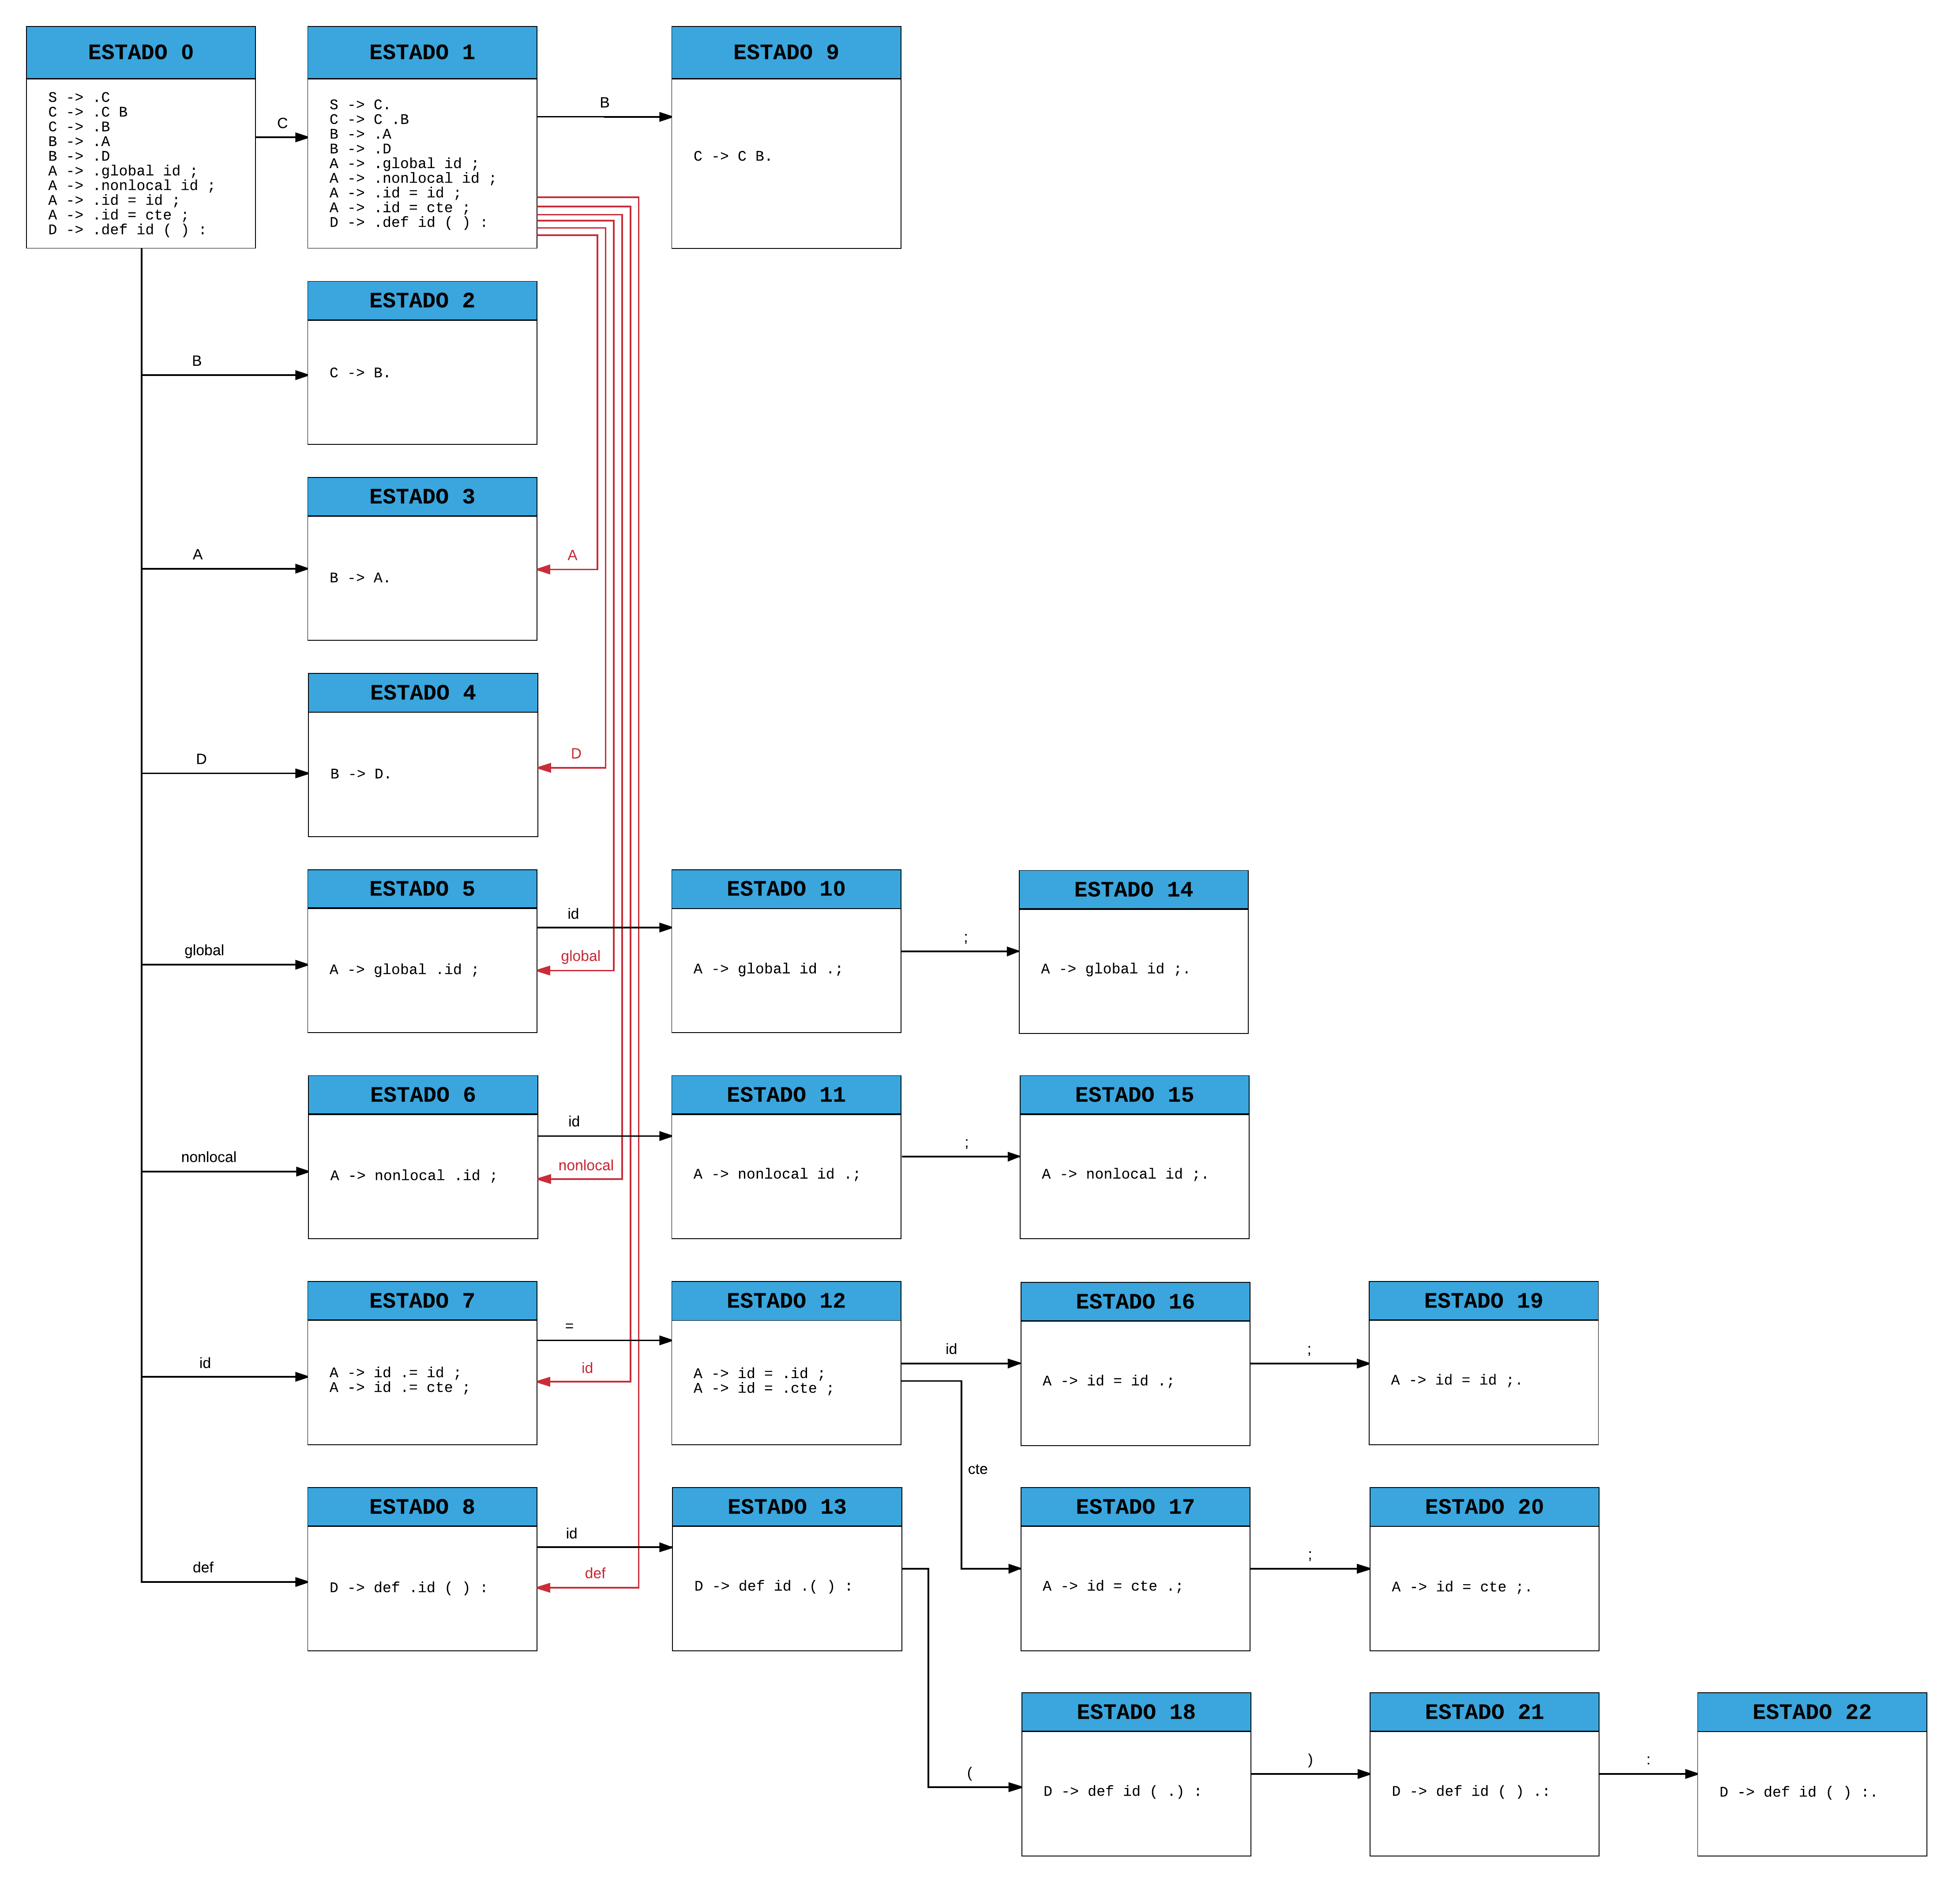 ESTADO 0
S -> .C
C -> .C B
C -> .B
B -> .A
B -> .D
A -> .global id ;
A -> .nonlocal id ;
A -> .id = id ;
A -> .id = cte ;
D -> .def id ( ) :
C
ESTADO 1
S -> C.
C -> C .B
B -> .A
B -> .D
A -> .global id ;
A -> .nonlocal id ;
A -> .id = id ;
A -> .id = cte ;
D -> .def id ( ) :
B
ESTADO 9
C -> C B.
B
ESTADO 2
C -> B.
A
ESTADO 3
B -> A.
A
D
ESTADO 4
B -> D.
D
global
ESTADO 5
A -> global .id ;
id
global
ESTADO 10
A -> global id .;
;
ESTADO 14
A -> global id ;.
nonlocal
ESTADO 6
A -> nonlocal .id ;
id
nonlocal
ESTADO 11
A -> nonlocal id .;
;
ESTADO 15
A -> nonlocal id ;.
id
ESTADO 7
A -> id .= id ;
A -> id .= cte ;
=
id
ESTADO 12
A -> id = .id ;
A -> id = .cte ;
id
cte
ESTADO 16
A -> id = id .;
;
ESTADO 19
A -> id = id ;.
def
ESTADO 8
D -> def .id ( ) :
id
def
ESTADO 13
D -> def id .( ) :
(
ESTADO 17
A -> id = cte .;
;
ESTADO 20
A -> id = cte ;.
ESTADO 18
D -> def id ( .) :
)
ESTADO 21
D -> def id ( ) .:
:
ESTADO 22
D -> def id ( ) :.